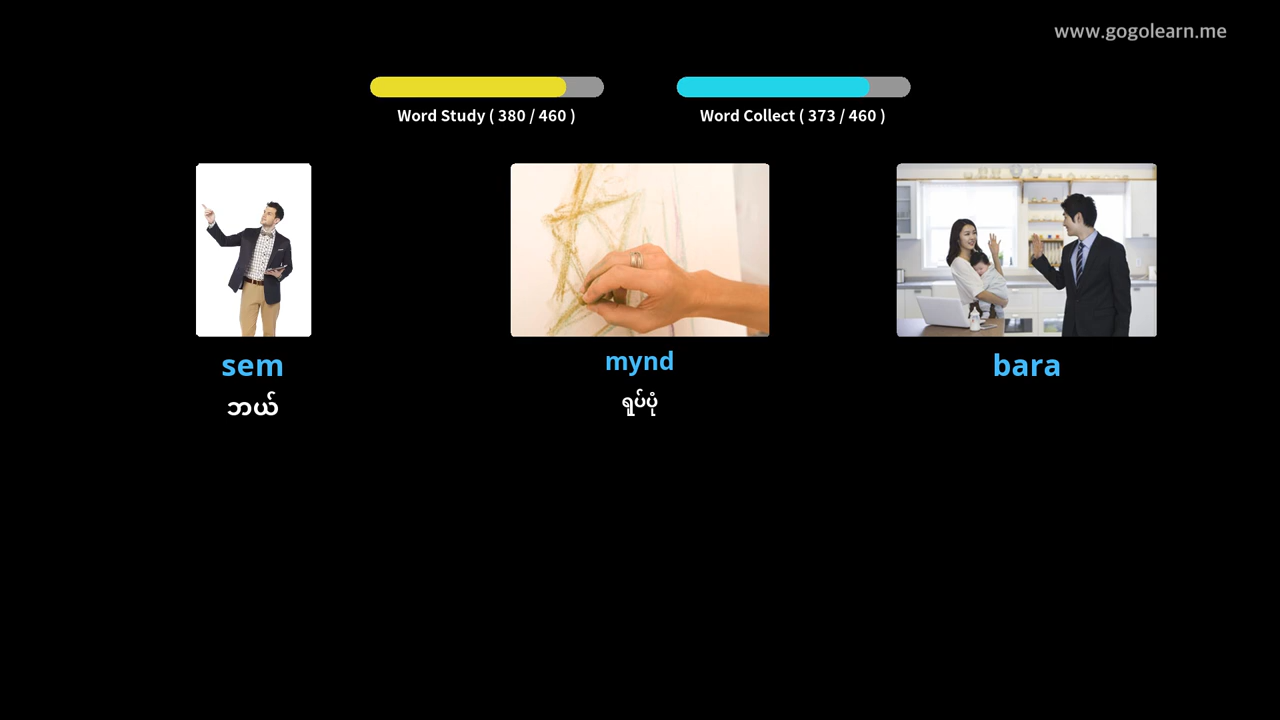 www.gogolearn.me
Word Study ( 380 / 460 )
Word Collect ( 373 / 460 )
sem
mynd
bara
ဘယ်
ရုပ်ပုံ